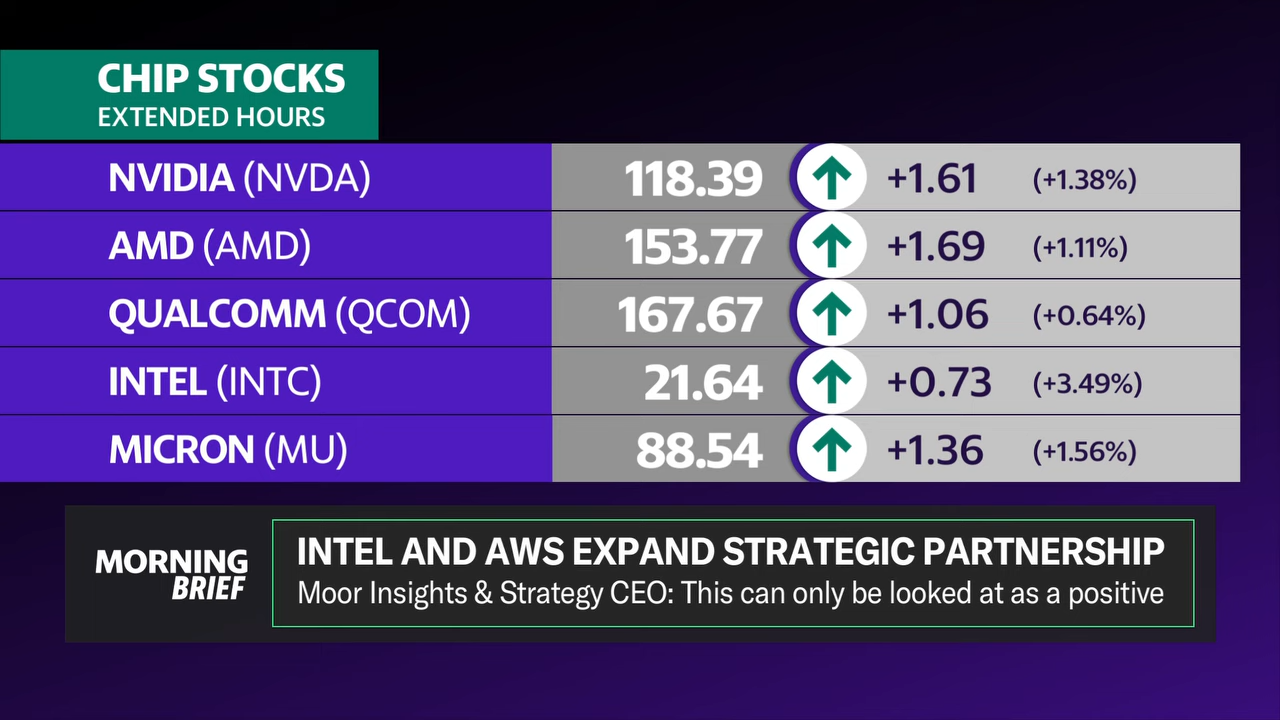 CHIP STOCKS
EXTENDED HOURS
NVIDIA (NVDA) 118.39 +1.61 (+1.38%)
AMD (AMD) 153.77 +1.69 (+1.11%)
QUALCOMM (QCOM) 167.67 +1.06 (+0.64%)
INTEL (INTC) 21.64 +0.73 (+3.49%)
MICRON (MU) 88.54 +1.36 (+1.56%)
MORNING
BRIEF
INTEL AND AWS EXPAND STRATEGIC PARTNERSHIP
Moor Insights & Strategy CEO: This can only be looked at as a positive